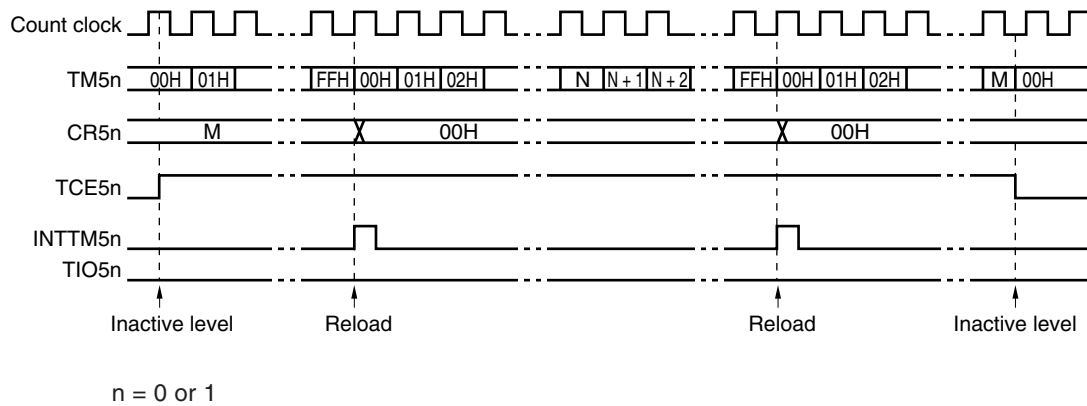 Count clock
TM5n 00H 01H FFH 00H 01H 02H N N + 1 N + 2 FFH 00H 01H 02H M 00H
CR5n M 00H 00H
TCE5n
INTTM5n
TIO5n
Inactive level Reload Reload Inactive level
n = 0 or 1